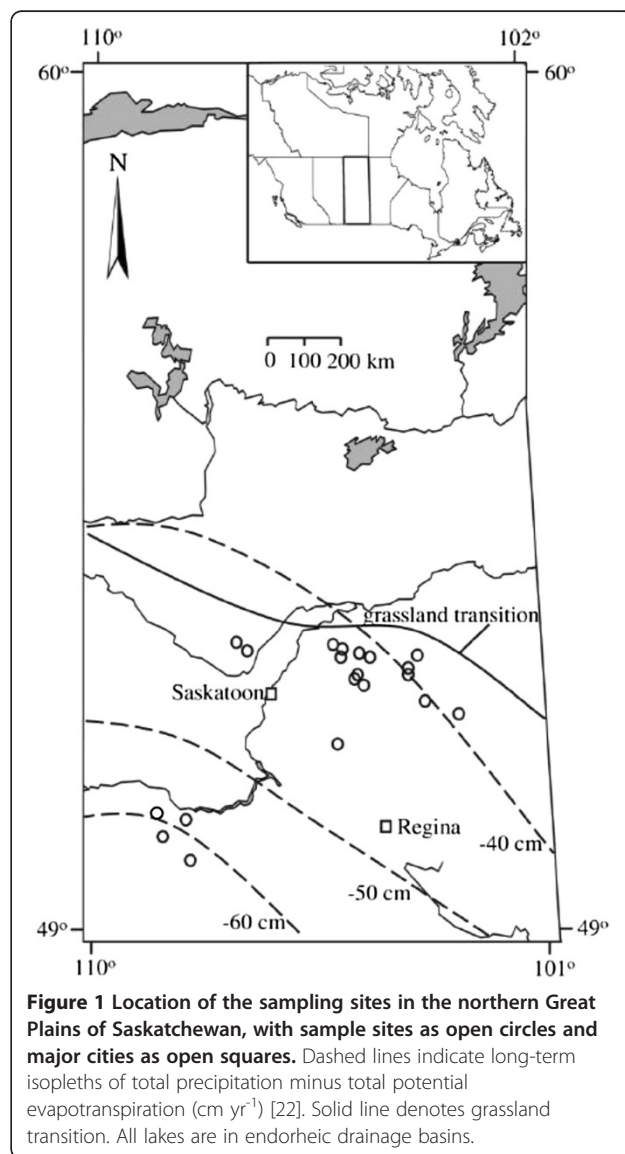 110° 102°
60° 60°
N
0 100 200 km
grassland transition
Saskatoon
Regina
-40 cm
-50 cm
-60 cm
49° 49°
110° 101°
Figure 1 Location of the sampling sites in the northern Great
Plains of Saskatchewan, with sample sites as open circles and
major cities as open squares. Dashed lines indicate long-term
isopleths of total precipitation minus total potential
evapotranspiration (cm yr⁻¹) [22]. Solid line denotes grassland
transition. All lakes are in endorheic drainage basins.